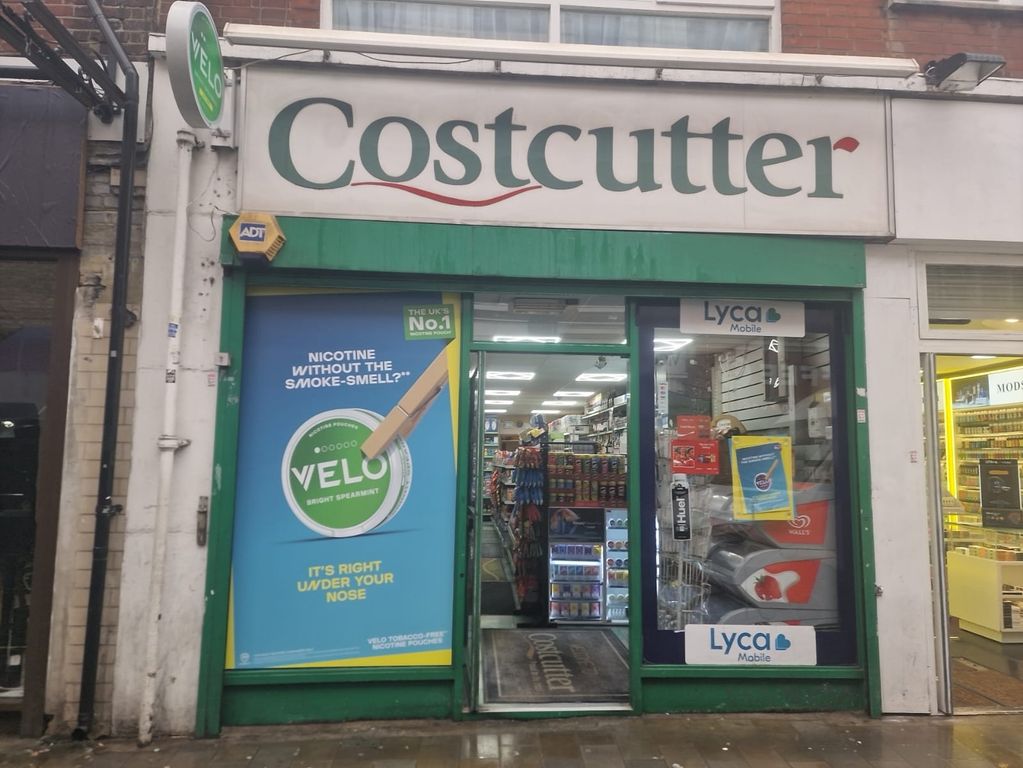 VELO
Costcutter
ADT
THE UK'S
No.1
NICOTINE POUCH*
NICOTINE
WITHOUT THE
SMOKE-SMELL?**
NICOTINE POUCHES
VELO
BRIGHT SPEARMINT
IT'S RIGHT
UNDER YOUR
NOSE
VELO TOBACCO-FREE
NICOTINE POUCHES
Costcutter
Lyca
Mobile
Huel
VELO
WALL'S
Lyca
Mobile
MODS